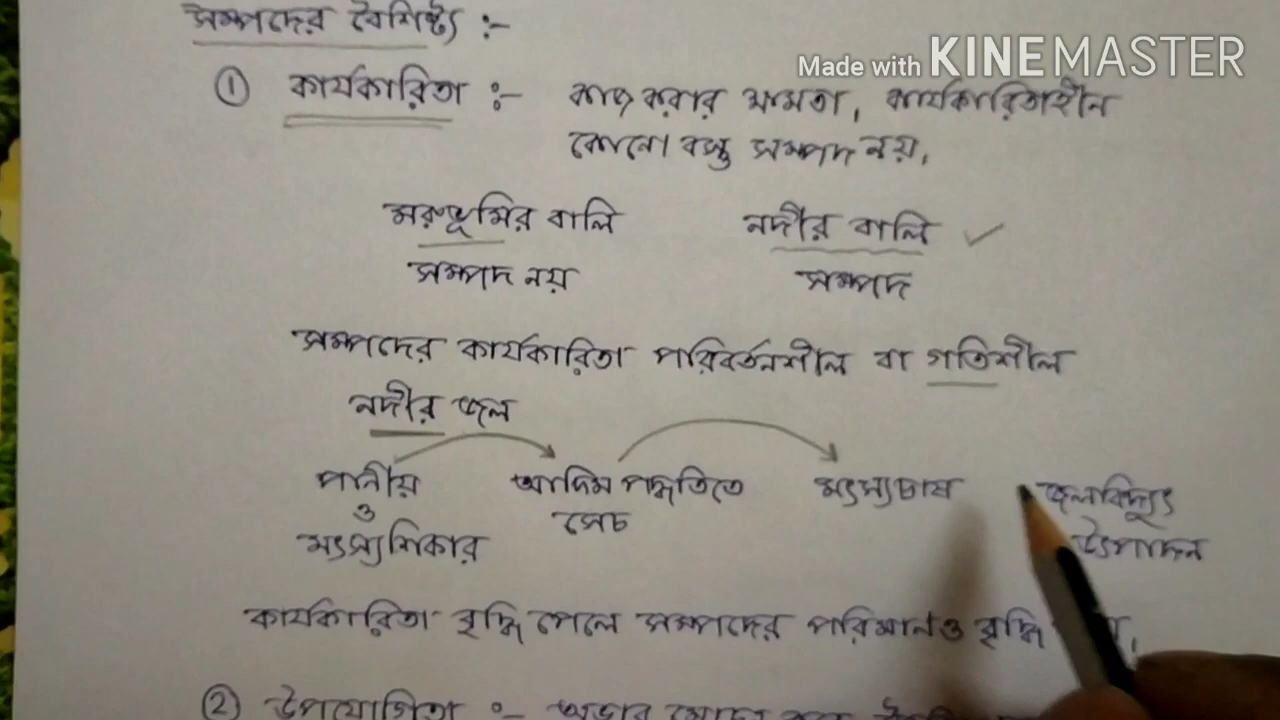 সম্পদের বৈশিষ্ট্য :-
Made with KINEMASTER
① কার্যকারিতা :- কাজ করার ক্ষমতা, কার্যকারিতাহীন
কোনো বস্তু সম্পদ নয়,
মরুভূমির বালি নদীর বালি ✓
সম্পদ নয় সম্পদ
সম্পদের কার্যকারিতা পরিবর্তনশীল বা গতিশীল
নদীর জল
পানীয় আদিম পদ্ধতিতে মৎস্যচাষ জলবিদ্যুৎ
ও সেচ
মৎস্যশিকার উৎপাদন
কার্যকারিতা বৃদ্ধি পেলে সম্পদের পরিমানও বৃদ্ধি
② উপযোগিতা :- অভাব